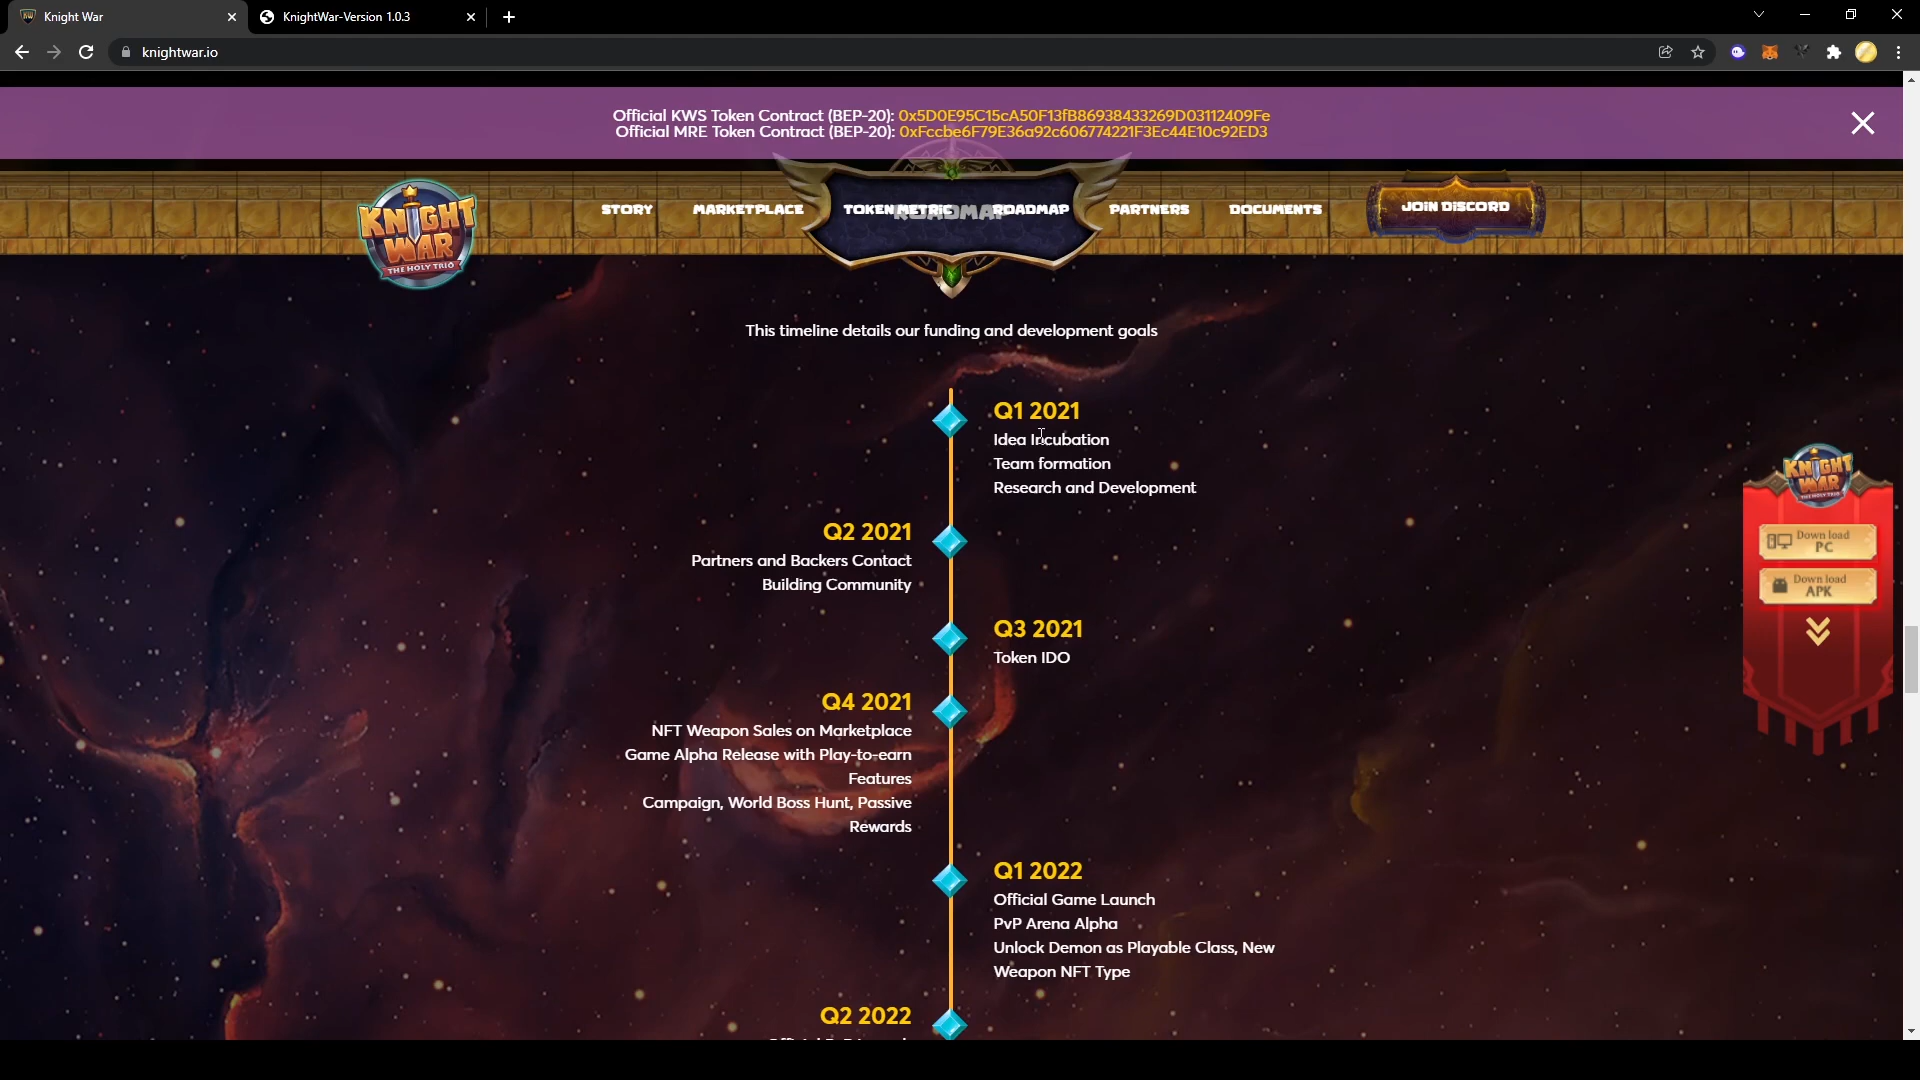 Knight War
KnightWar-Version 1.0.3
knightwar.io
Official KWS Token Contract (BEP-20): 0x5D0E95C15cA50F13fB86938433269D03112409Fe
Official MRE Token Contract (BEP-20): 0xFccbe6F79E36a92c606774221F3Ec44E10c92ED3
KNIGHT WAR
THE HOLY TRIO
STORY
MARKETPLACE
TOKEN METRIC
ROADMAP
ROADMAP
PARTNERS
DOCUMENTS
JOIN DISCORD
This timeline details our funding and development goals
Q1 2021
Idea Incubation
Team formation
Research and Development
Q2 2021
Partners and Backers Contact
Building Community
Q3 2021
Token IDO
Q4 2021
NFT Weapon Sales on Marketplace
Game Alpha Release with Play-to-earn
Features
Campaign, World Boss Hunt, Passive
Rewards
Q1 2022
Official Game Launch
PvP Arena Alpha
Unlock Demon as Playable Class, New
Weapon NFT Type
Q2 2022
KNIGHT WAR
THE HOLY TRIO
Down load
PC
Down load
APK